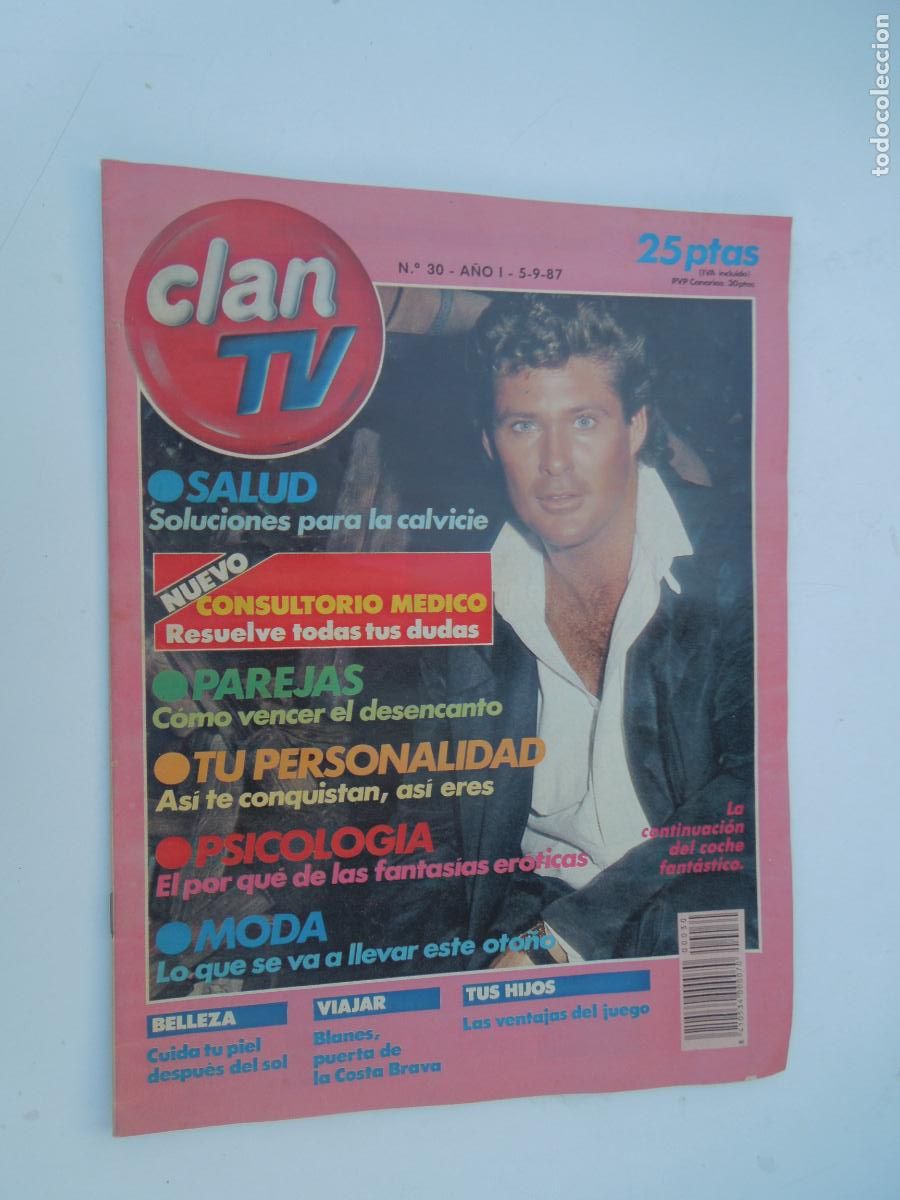 todocoleccion
clan
TV
N.º 30 - AÑO I - 5-9-87
25 ptas
(IVA incluido)
PVP Canarias: 30ptas
SALUD
Soluciones para la calvicie
NUEVO
CONSULTORIO MEDICO
Resuelve todas tus dudas
PAREJAS
Cómo vencer el desencanto
TU PERSONALIDAD
Así te conquistan, así eres
PSICOLOGIA
El por qué de las fantasías eróticas
MODA
Lo que se va a llevar este otoño
La
continuación
del coche
fantástico.
00030
BELLEZA
Cuida tu piel
después del sol
VIAJAR
Blanes,
puerta de
la Costa Brava
TUS HIJOS
Las ventajas del juego